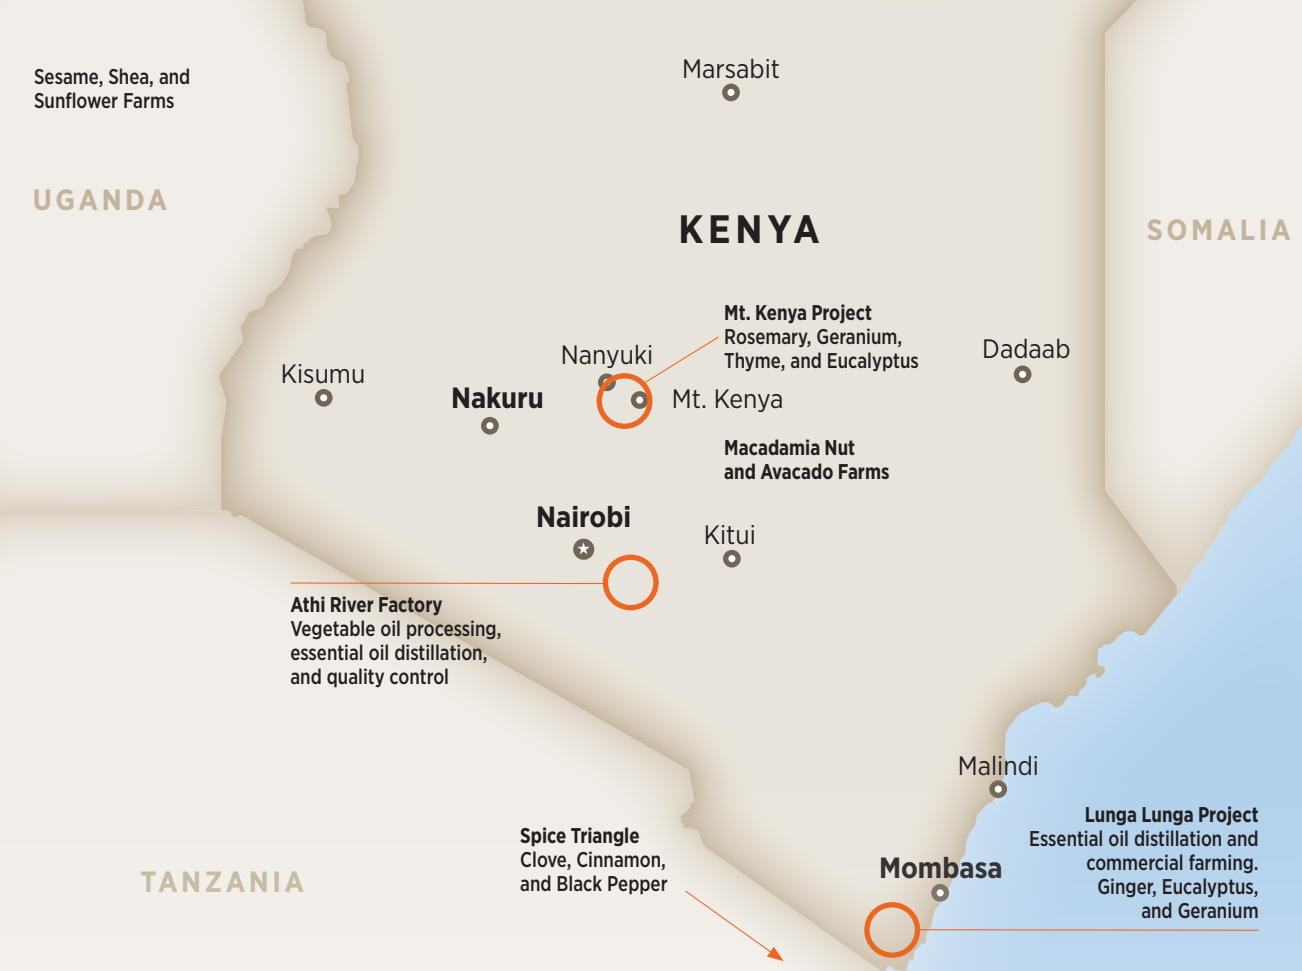 Marsabit
Sesame, Shea, and
Sunflower Farms
UGANDA
KENYA
SOMALIA
Mt. Kenya Project
Rosemary, Geranium,
Thyme, and Eucalyptus
Nanyuki
Dadaab
Kisumu
Nakuru
Mt. Kenya
Macadamia Nut
and Avacado Farms
Nairobi
Kitui
Athi River Factory
Vegetable oil processing,
essential oil distillation,
and quality control
Malindi
Lunga Lunga Project
Essential oil distillation and
commercial farming.
Ginger, Eucalyptus,
and Geranium
Spice Triangle
Clove, Cinnamon,
and Black Pepper
Mombasa
TANZANIA